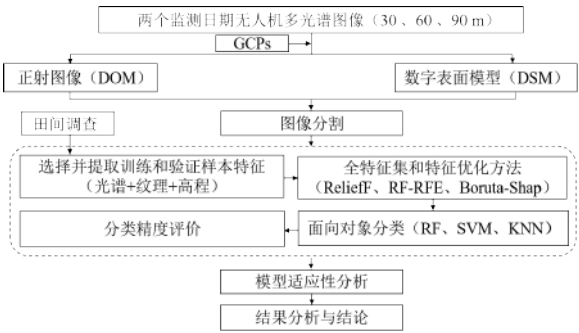 两个监测日期无人机多光谱图像（30、60、90 m）
GCPs
正射图像（DOM）
数字表面模型（DSM）
田间调查
图像分割
选择并提取训练和验证样本特征
（光谱+纹理+高程）
全特征集和特征优化方法
（ReliefF、RF-RFE、Boruta-Shap）
分类精度评价
面向对象分类（RF、SVM、KNN）
模型适应性分析
结果分析与结论